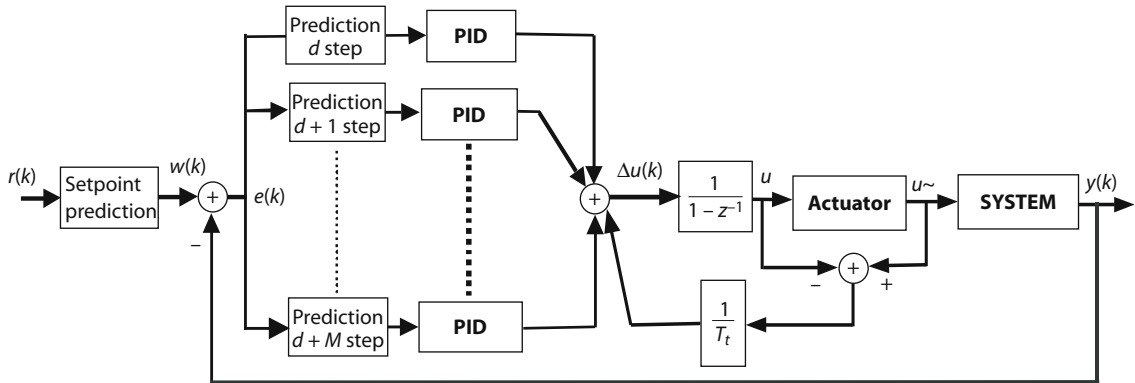 Prediction
d step
PID
Prediction
d + 1 step
PID
r(k)
Setpoint
prediction
w(k)
+
−
e(k)
Prediction
d + M step
PID
+
Δu(k)
1
1 − z⁻¹
u
Actuator
u~
SYSTEM
y(k)
−
+
+
1
Tₜ